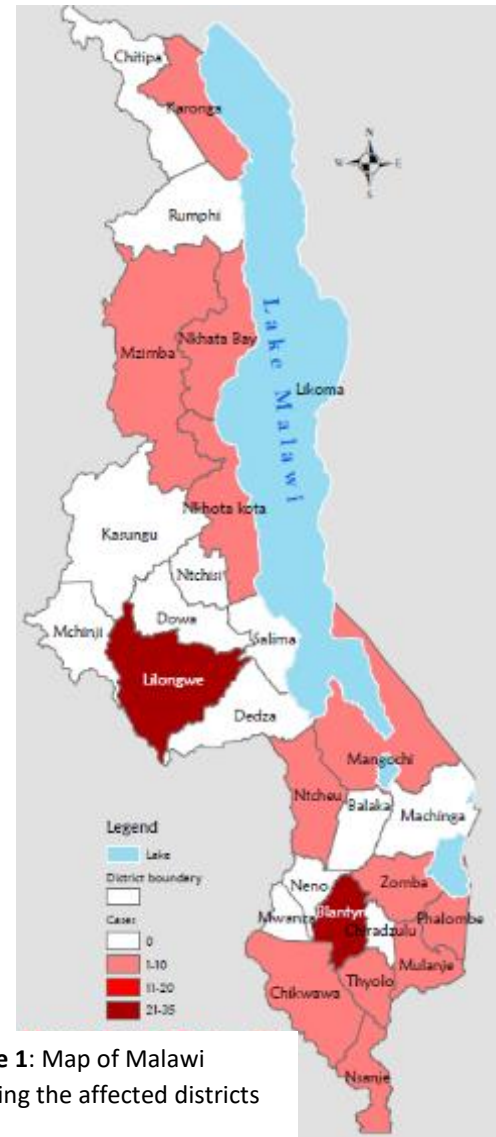 Chitipa
Karonga
N
W E
S
Rumphi
Nkhata Bay
Mzimba
Lake Malawi
Likoma
Nkhota kota
Kasungu
Ntchisi
Dowa
Mchinji
Salima
Lilongwe
Dedza
Mangochi
Ntcheu
Balaka
Machinga
Legend
Lake
District boundary
Cases
0
1-10
11-20
21-35
Neno
Zomba
Mwanza
Blantyr
Phalombe
Chiradzulu
Mulanje
Thyolo
Chikwawa
Nsanje
e 1: Map of Malawi
ing the affected districts